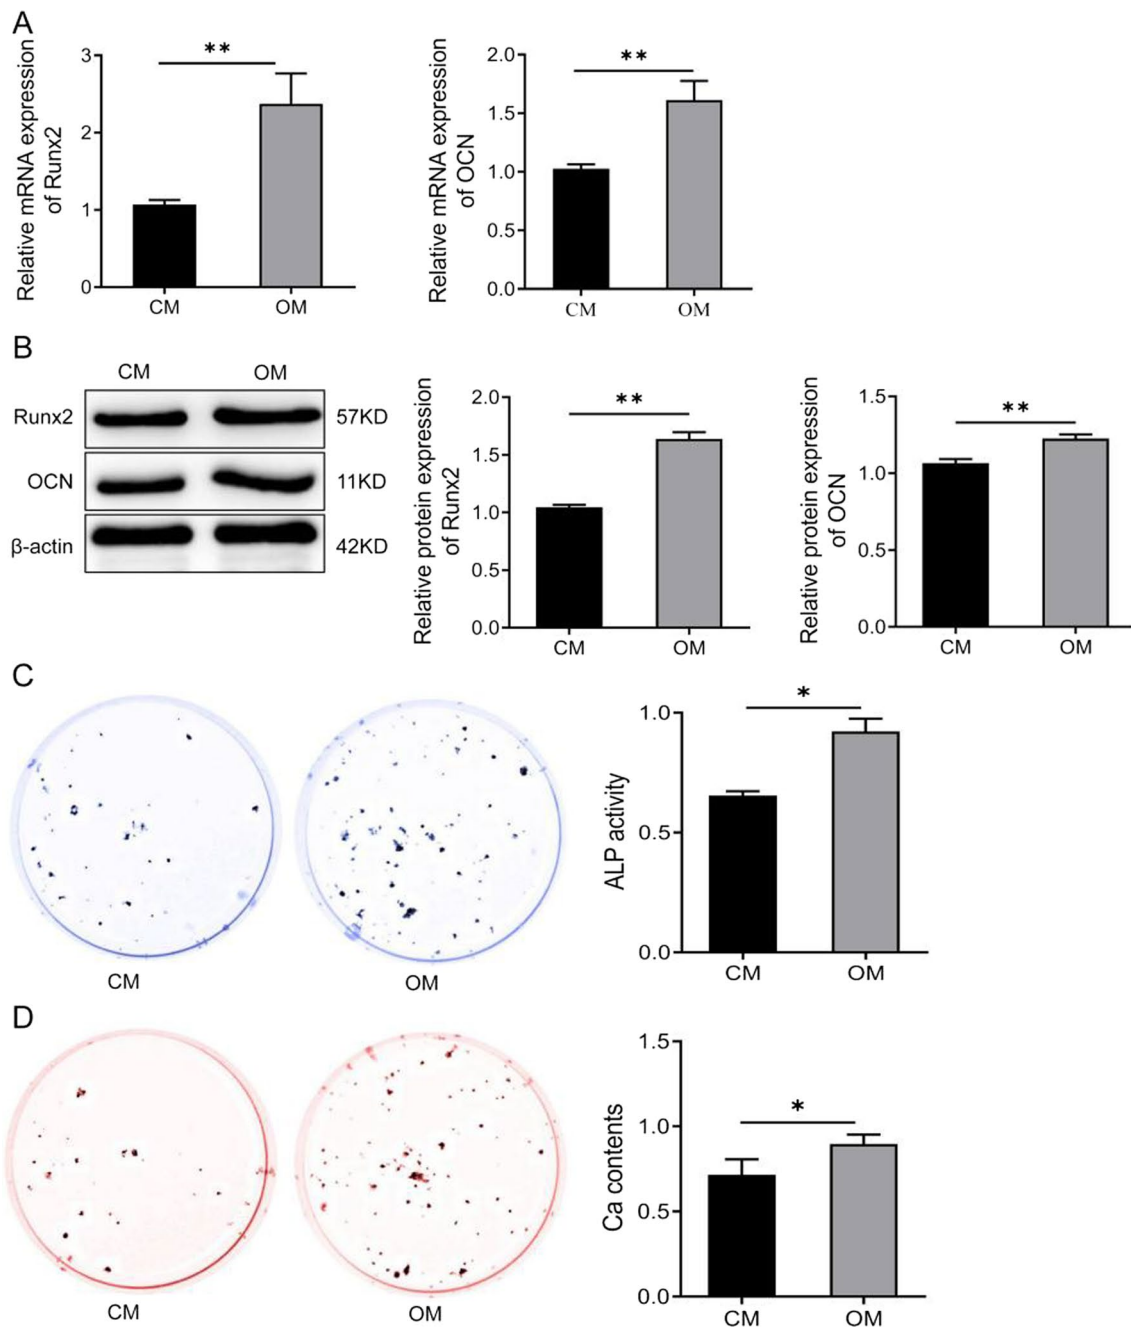 A
Relative mRNA expression
of Runx2
3
2
1
0
**
CM
OM
Relative mRNA expression
of OCN
2.0
1.5
1.0
0.5
0.0
**
CM
OM
B
CM
OM
Runx2
57KD
OCN
11KD
β-actin
42KD
Relative protein expression
of Runx2
2.0
1.5
1.0
0.5
0.0
**
CM
OM
Relative protein expression
of OCN
1.5
1.0
0.5
0.0
**
CM
OM
C
CM
OM
ALP activity
1.0
0.5
0.0
*
CM
OM
D
CM
OM
Ca contents
1.5
1.0
0.5
0.0
*
CM
OM